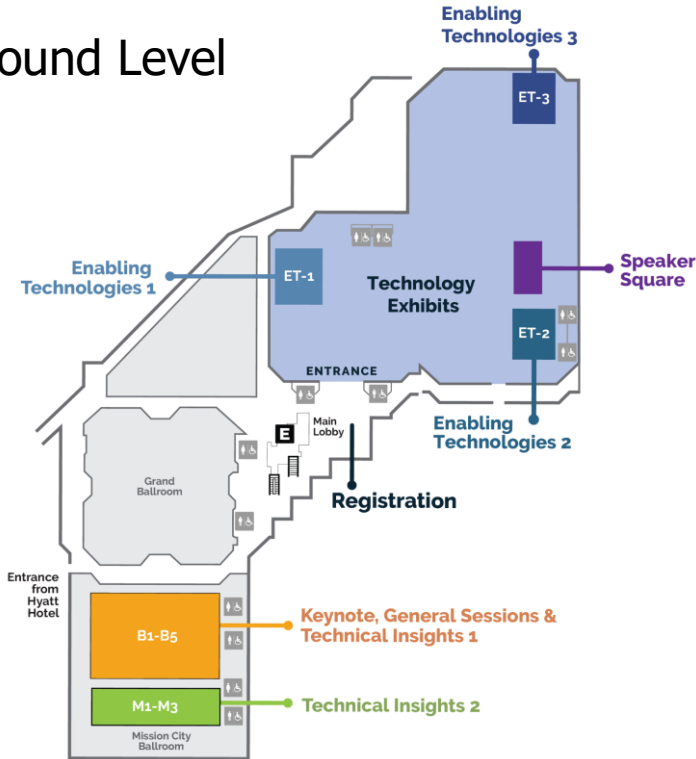 ound Level
Enabling
Technologies 3
ET-3
Enabling
Technologies 1
ET-1
Technology
Exhibits
Speaker
Square
ET-2
ENTRANCE
Enabling
Technologies 2
E
Main
Lobby
Registration
Grand
Ballroom
Entrance
from
Hyatt
Hotel
B1-B5
Keynote, General Sessions &
Technical Insights 1
M1-M3
Technical Insights 2
Mission City
Ballroom